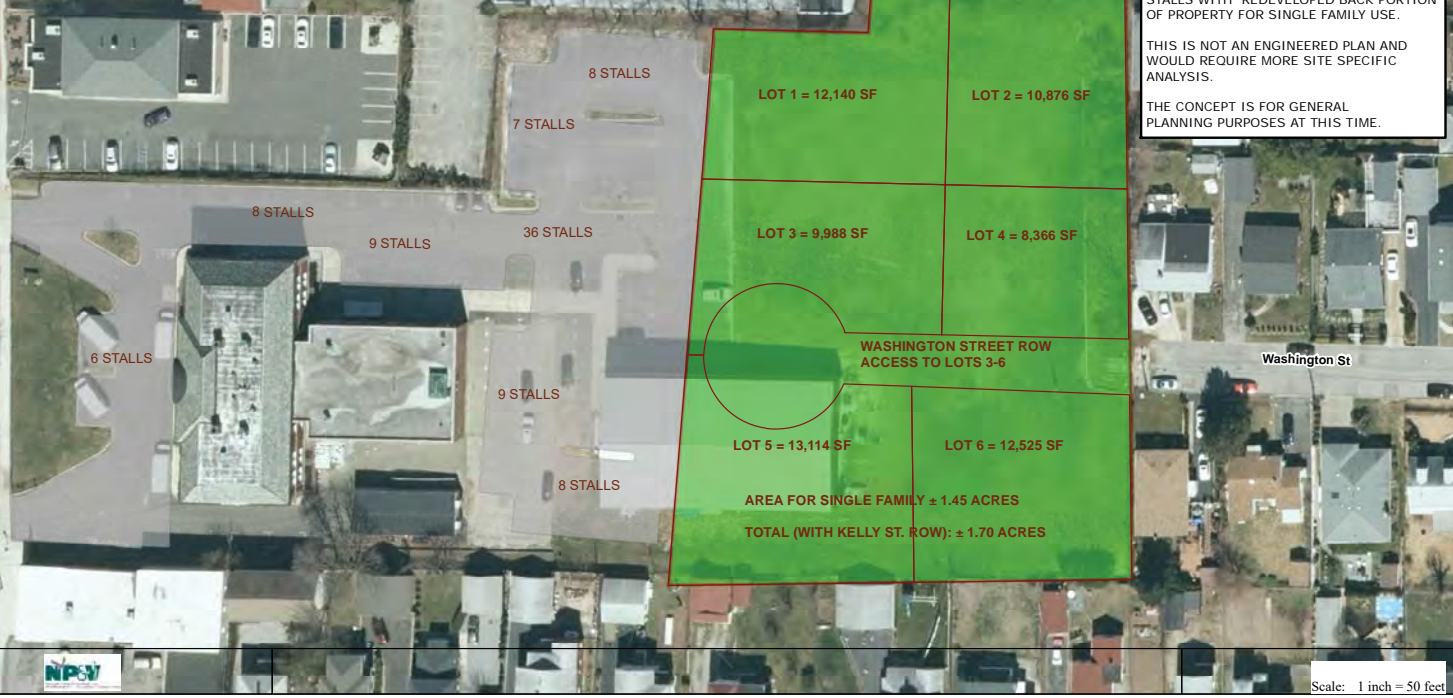 STALLS WITH REDEVELOPED BACK PORTION
OF PROPERTY FOR SINGLE FAMILY USE.
THIS IS NOT AN ENGINEERED PLAN AND
WOULD REQUIRE MORE SITE SPECIFIC
ANALYSIS.
THE CONCEPT IS FOR GENERAL
PLANNING PURPOSES AT THIS TIME.
8 STALLS
7 STALLS
LOT 1 = 12,140 SF
LOT 2 = 10,876 SF
8 STALLS
9 STALLS
36 STALLS
LOT 3 = 9,988 SF
LOT 4 = 8,366 SF
6 STALLS
WASHINGTON STREET ROW
ACCESS TO LOTS 3-6
Washington St
9 STALLS
LOT 5 = 13,114 SF
LOT 6 = 12,525 SF
8 STALLS
AREA FOR SINGLE FAMILY ± 1.45 ACRES
TOTAL (WITH KELLY ST. ROW): ± 1.70 ACRES
NP&V
Scale: 1 inch = 50 feet